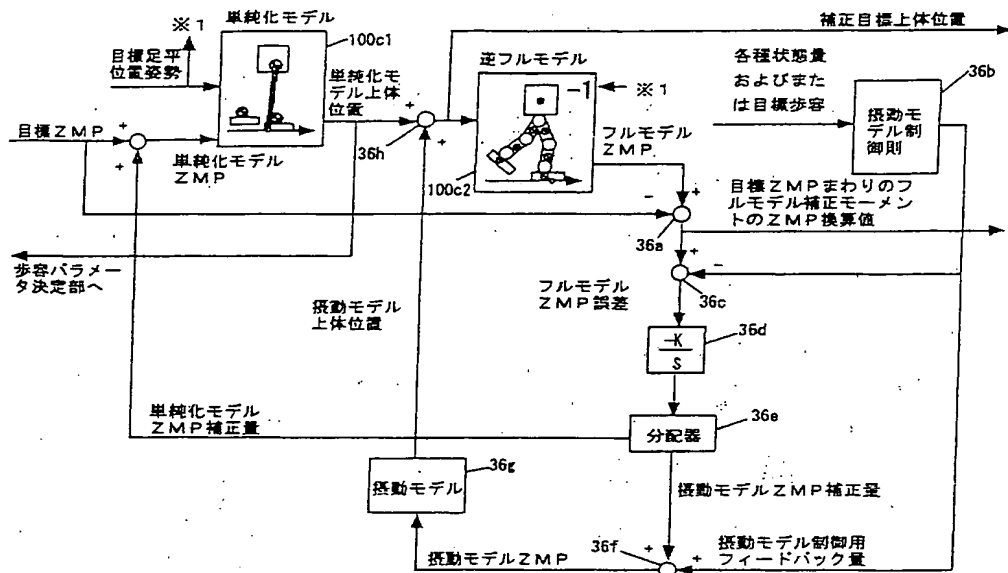 ※1
単純化モデル
100c1
目標足平
位置姿勢
単純化モ
デル上体
位置
補正目標上体位置
逆フルモデル
-1
※1
各種状態量
およびまた
は目標歩容
36b
摂動モ
デル制
御則
目標ZMP
+
+
単純化モデル
ZMP
+
+
36h
100c2
フルモデル
ZMP
-
+
36a
目標ZMPまわりのフ
ルモデル補正モーメン
トのZMP換算値
歩容パラメー
タ決定部へ
摂動モデル
上体位置
フルモデル
ZMP誤差
+
-
36c
36d
-K
S
単純化モデル
ZMP補正量
36e
分配器
36g
摂動モデル
摂動モデルZMP補正量
摂動モデルZMP
36f
+
+
摂動モデル制御用
フィードバック量